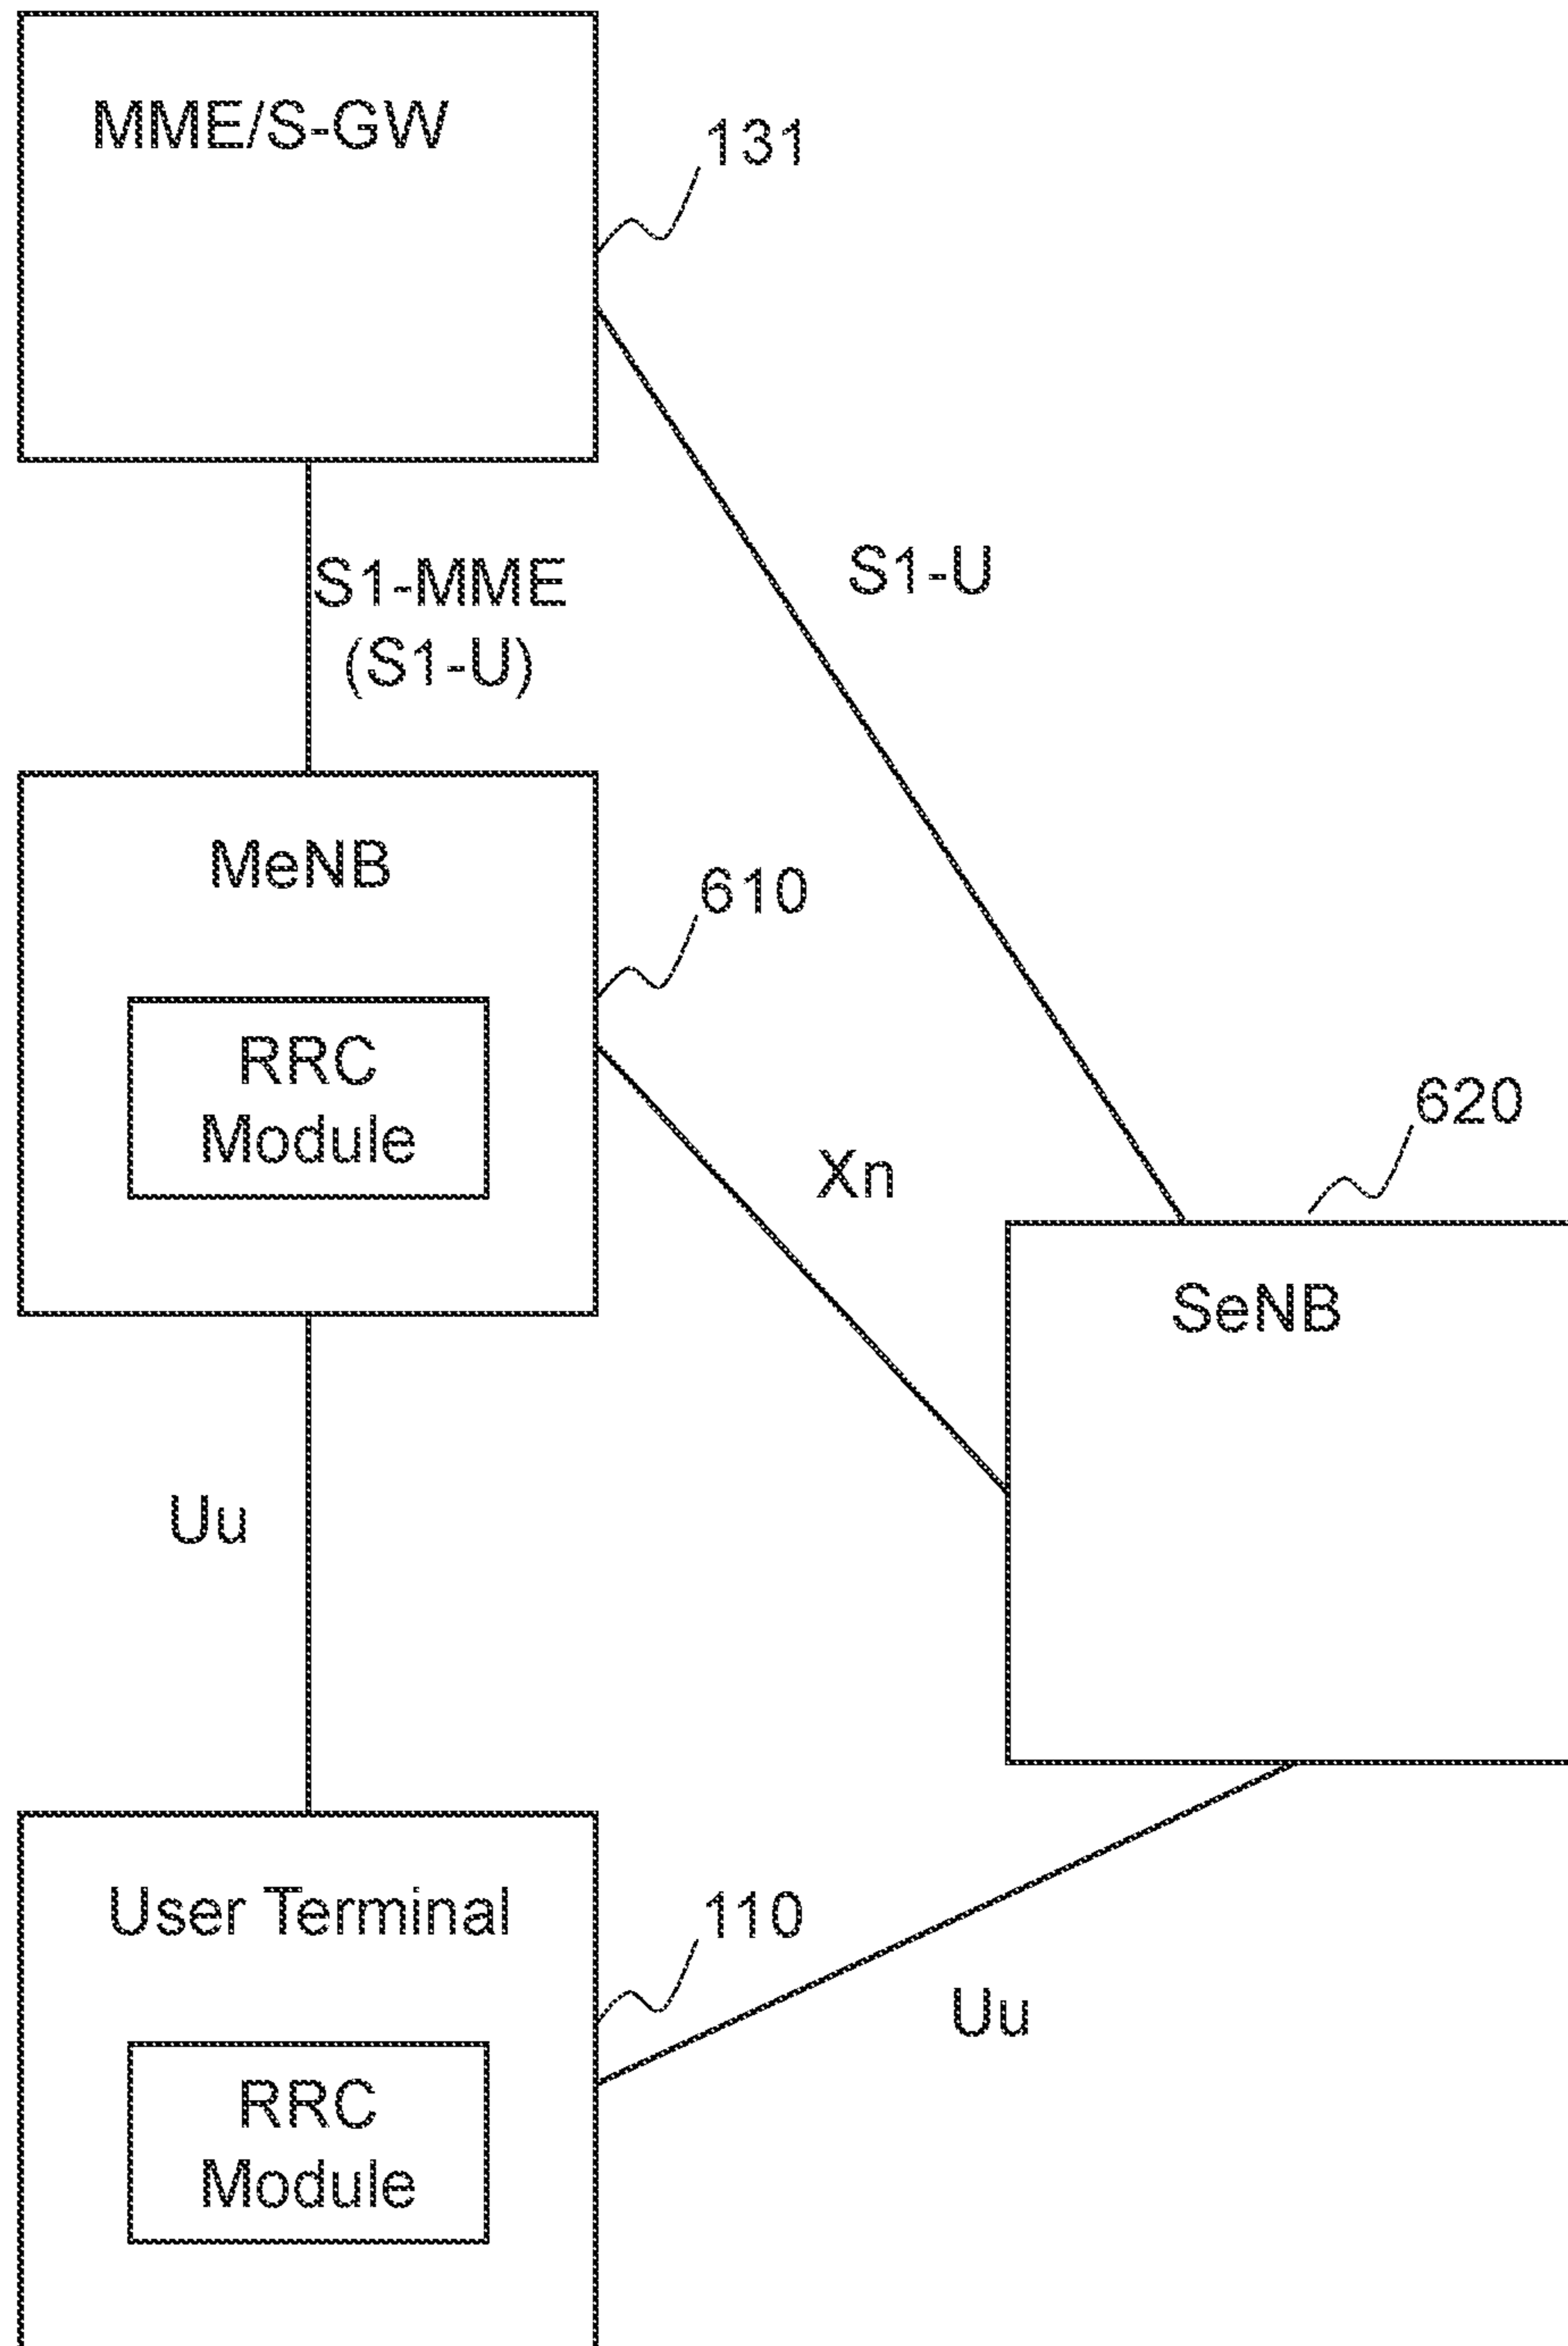 MME/S-GW
131
S1-MME
(S1-U)
S1-U
MeNB
610
RRC
Module
Xn
620
SeNB
Uu
User Terminal
110
Uu
RRC
Module